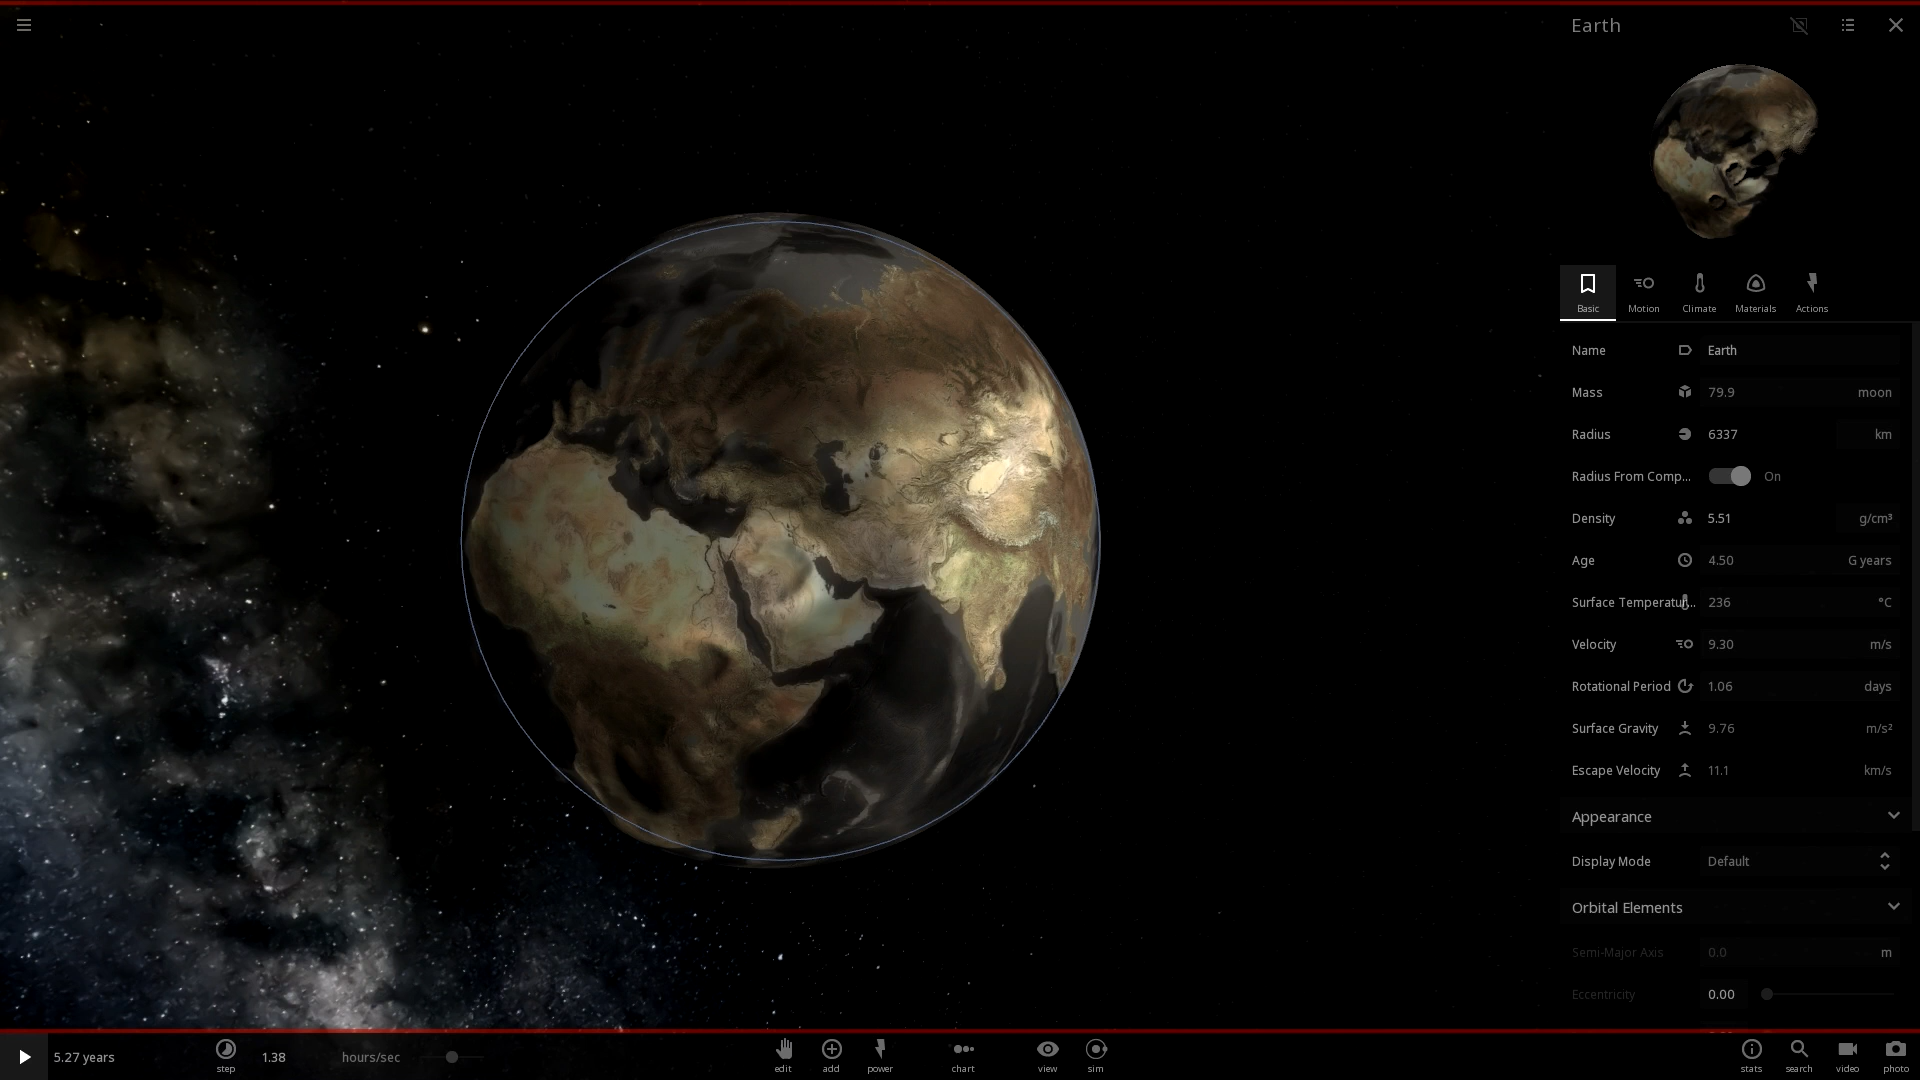 Earth
Basic
Motion
Climate
Materials
Actions
Name Earth
Mass 79.9 moon
Radius 6337 km
Radius From Comp... On
Density 5.51 g/cm³
Age 4.50 G years
Surface Temperatur... 236 °C
Velocity 9.30 m/s
Rotational Period 1.06 days
Surface Gravity 9.76 m/s²
Escape Velocity 11.1 km/s
Appearance
Display Mode Default
Orbital Elements
Semi-Major Axis 0.0 m
Eccentricity 0.00
5.27 years
step
1.38 hours/sec
edit
add
power
chart
view
sim
stats
search
video
photo